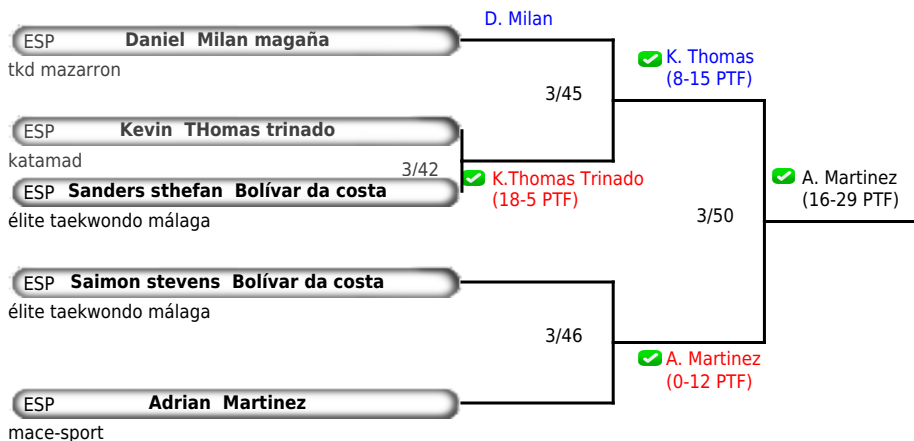 D. Milan
ESP Daniel Milan magaña
tkd mazarron
K. Thomas
(8-15 PTF)
3/45
ESP Kevin THomas trinado
katamad
3/42
K.Thomas Trinado
(18-5 PTF)
ESP Sanders sthefan Bolívar da costa
élite taekwondo málaga
A. Martinez
(16-29 PTF)
3/50
ESP Saimon stevens Bolívar da costa
élite taekwondo málaga
3/46
A. Martinez
(0-12 PTF)
ESP Adrian Martinez
mace-sport